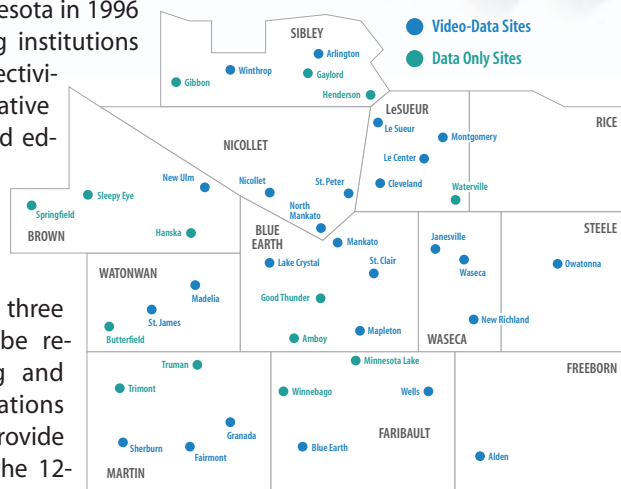 esota in 1996
g institutions
ectivi-
ative
d ed-
three
be re-
g and
ations
rovide
he 12-
Video-Data Sites
Data Only Sites
SIBLEY
Arlington
Winthrop
Gaylord
Gibbon
Henderson
LeSUEUR
RICE
Le Sueur
Montgomery
NICOLLET
Le Center
New Ulm
Nicollet
St. Peter
Cleveland
Waterville
Sleepy Eye
Springfield
North
Mankato
Hanska
BROWN
BLUE
EARTH
Mankato
Janesville
STEELE
Lake Crystal
St. Clair
Waseca
Owatonna
WATONWAN
Madelia
Good Thunder
St. James
New Richland
Butterfield
Amboy
Mapleton
WASECA
Truman
Minnesota Lake
FREEBORN
Trimont
Winnebago
Wells
Granada
FARIBAULT
Sherburn
Fairmont
Blue Earth
Alden
MARTIN